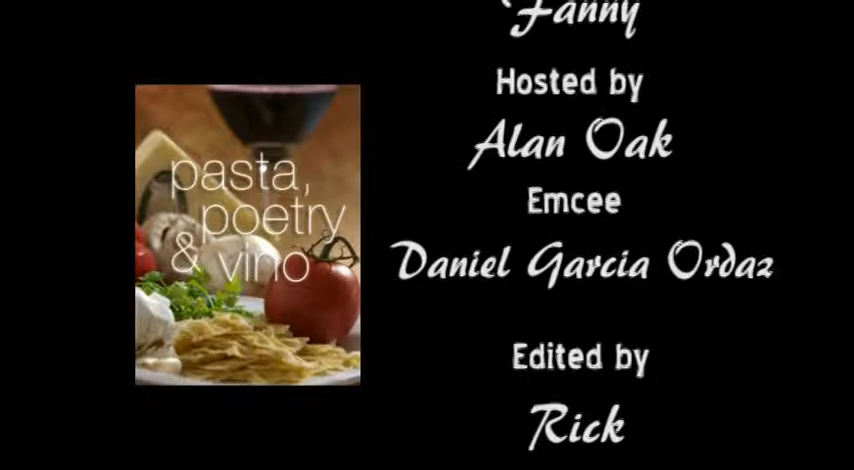 pasta,
poetry
& vino
Fanny
Hosted by
Alan Oak
Emcee
Daniel Garcia Ordaz
Edited by
Rick